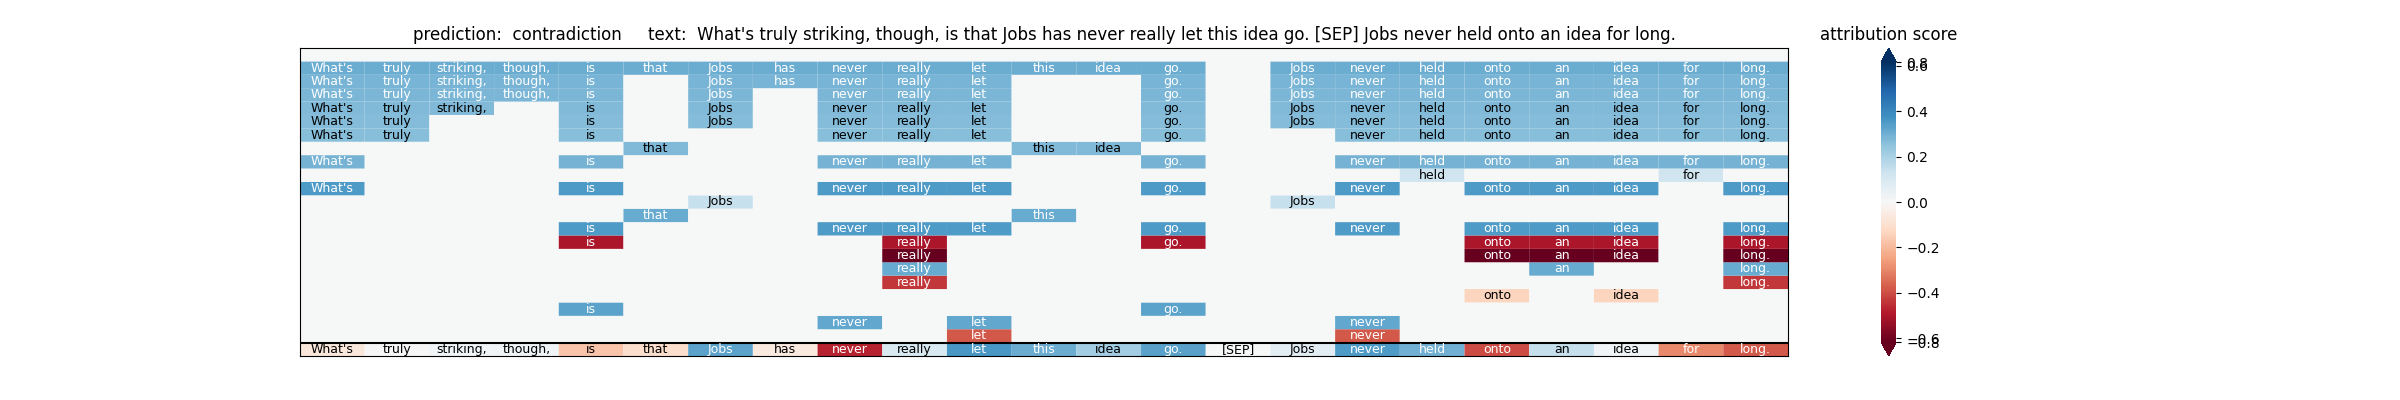 prediction: contradiction text: What's truly striking, though, is that Jobs has never really let this idea go. [SEP] Jobs never held onto an idea for long. attribution score
What's truly striking, though, is that Jobs has never really let this idea go. Jobs never held onto an idea for long.
What's truly striking, though, is Jobs has never really let go. Jobs never held onto an idea for long.
What's truly striking, though, is Jobs never really let go. Jobs never held onto an idea for long.
What's truly striking, is Jobs never really let go. Jobs never held onto an idea for long.
What's truly is Jobs never really let go. Jobs never held onto an idea for long.
What's truly is never really let go. never held onto an idea for long.
that this idea
What's is never really let go. never held onto an idea for long.
held for
What's is never really let go. never onto an idea long.
Jobs Jobs
that this
is never really let go. never onto an idea long.
is really go. onto an idea long.
really onto an idea long.
really an long.
really long.
onto idea
is go.
never let never
let never
What's truly striking, though, is that Jobs has never really let this idea go. [SEP] Jobs never held onto an idea for long.
0.8
0.6
0.4
0.2
0.0
−0.2
−0.4
−0.6
−0.8